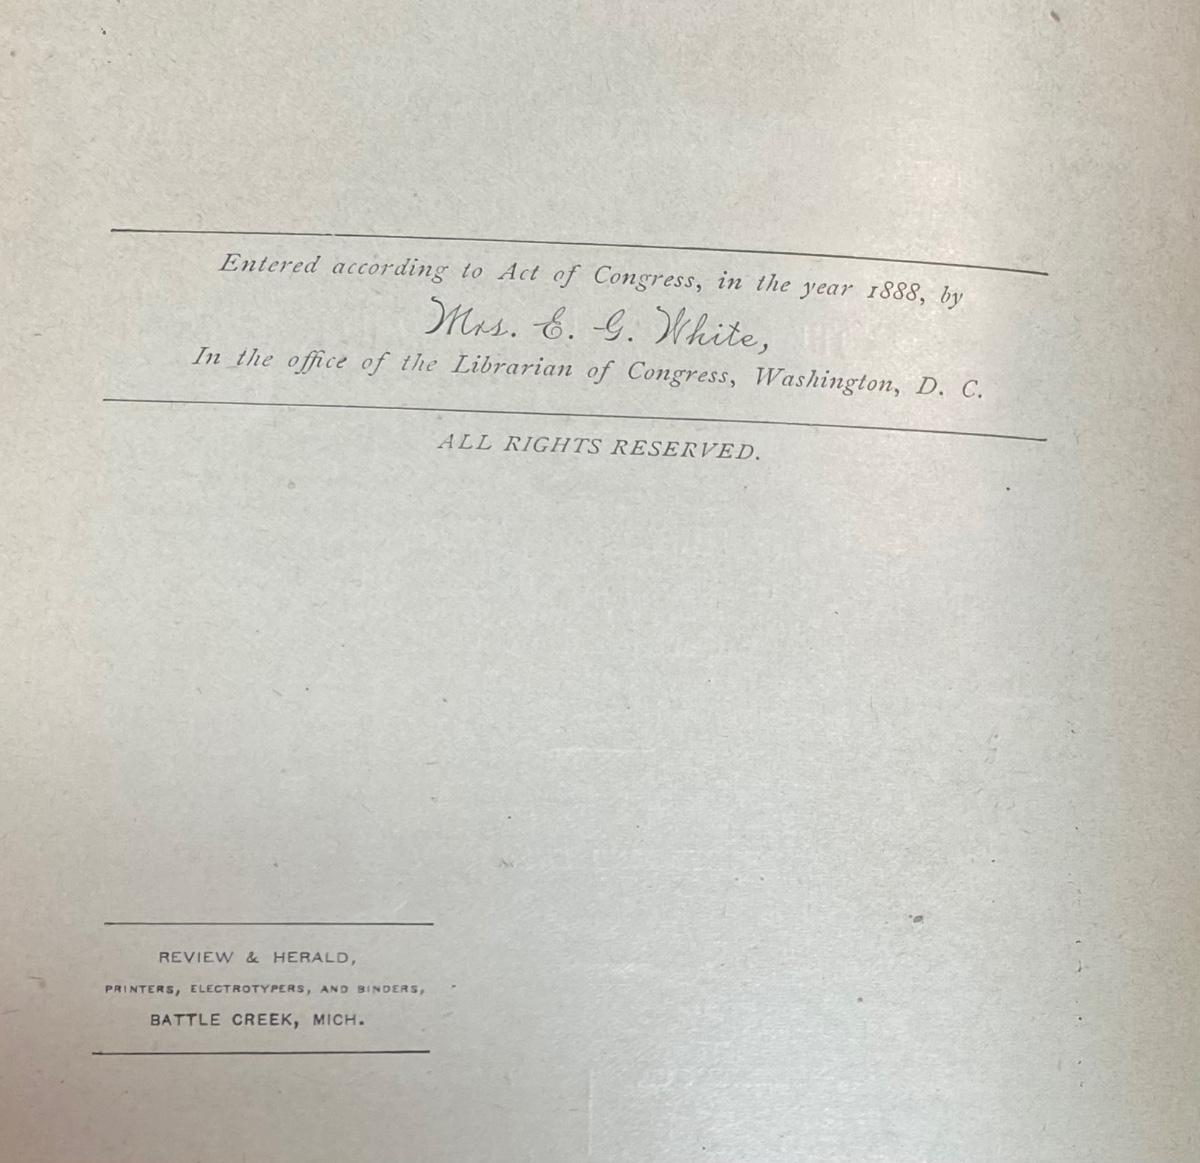 Entered according to Act of Congress, in the year 1888, by
Mrs. E. G. White,
In the office of the Librarian of Congress, Washington, D. C.
ALL RIGHTS RESERVED.
REVIEW & HERALD,
PRINTERS, ELECTROTYPERS, AND BINDERS,
BATTLE CREEK, MICH.